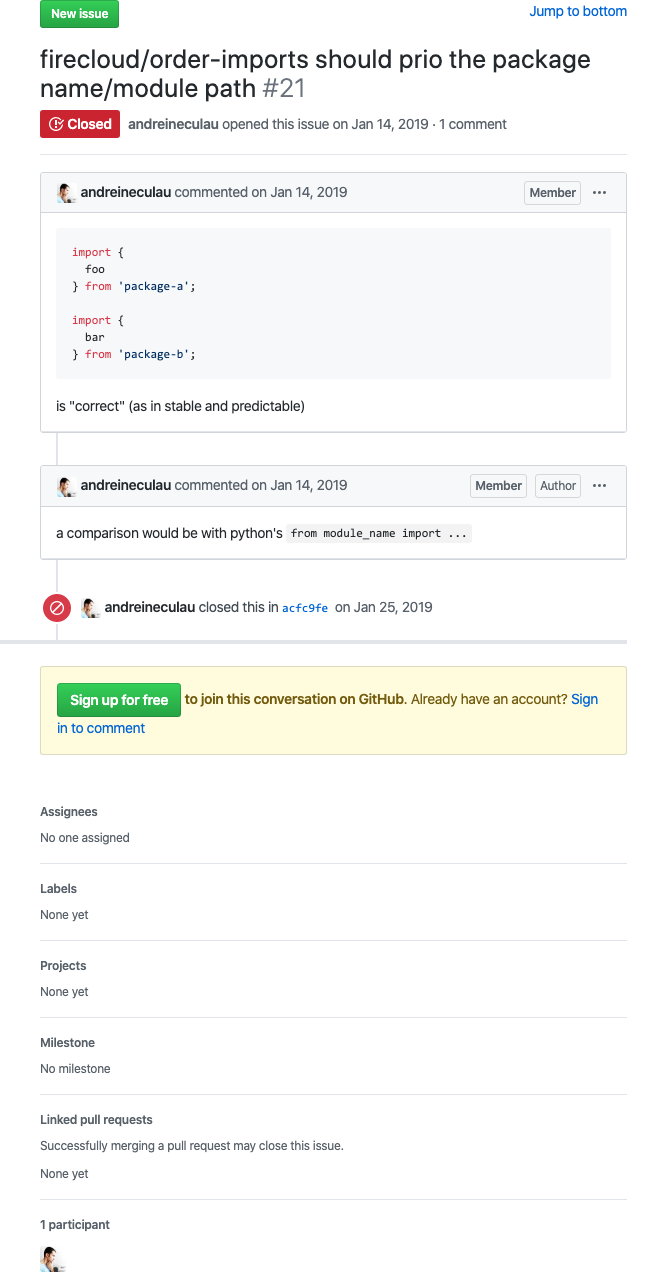 New issue
Jump to bottom
firecloud/order-imports should prio the package
name/module path #21
Closed
andreineculau opened this issue on Jan 14, 2019 · 1 comment
andreineculau commented on Jan 14, 2019
Member
import {
  foo
} from 'package-a';
import {
  bar
} from 'package-b';
is "correct" (as in stable and predictable)
andreineculau commented on Jan 14, 2019
Member
Author
a comparison would be with python's from module_name import ...
andreineculau closed this in acfc9fe on Jan 25, 2019
Sign up for free to join this conversation on GitHub. Already have an account? Sign
in to comment
Assignees
No one assigned
Labels
None yet
Projects
None yet
Milestone
No milestone
Linked pull requests
Successfully merging a pull request may close this issue.
None yet
1 participant